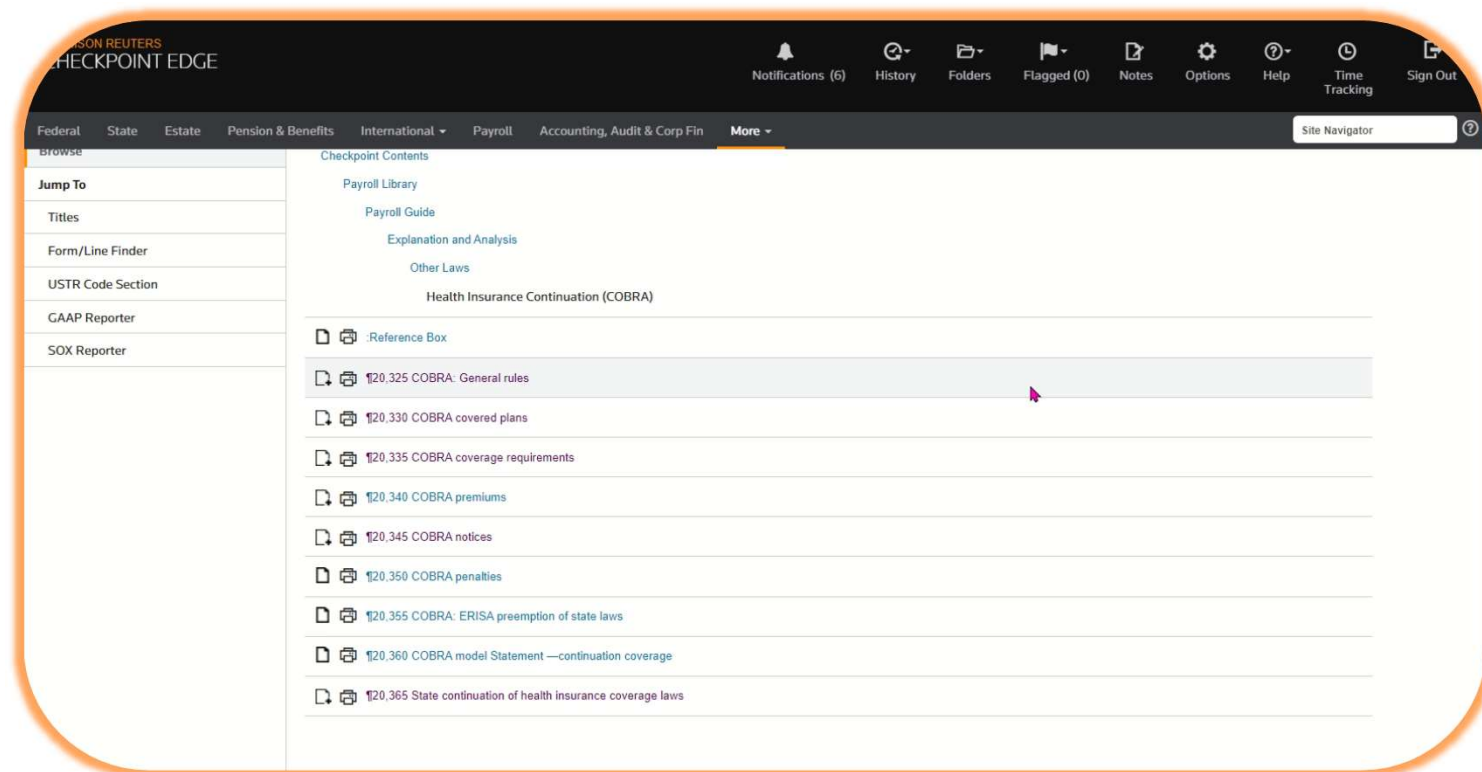 SON REUTERS
CHECKPOINT EDGE
Notifications (6)
History
Folders
Flagged (0)
Notes
Options
Help
Time
Tracking
Sign Out
Federal
State
Estate
Pension & Benefits
International
Payroll
Accounting, Audit & Corp Fin
More
Site Navigator
Browse
Jump To
Titles
Form/Line Finder
USTR Code Section
GAAP Reporter
SOX Reporter
Checkpoint Contents
Payroll Library
Payroll Guide
Explanation and Analysis
Other Laws
Health Insurance Continuation (COBRA)
:Reference Box
¶20,325 COBRA: General rules
¶20,330 COBRA covered plans
¶20,335 COBRA coverage requirements
¶20,340 COBRA premiums
¶20,345 COBRA notices
¶20,350 COBRA penalties
¶20,355 COBRA: ERISA preemption of state laws
¶20,360 COBRA model Statement —continuation coverage
¶20,365 State continuation of health insurance coverage laws